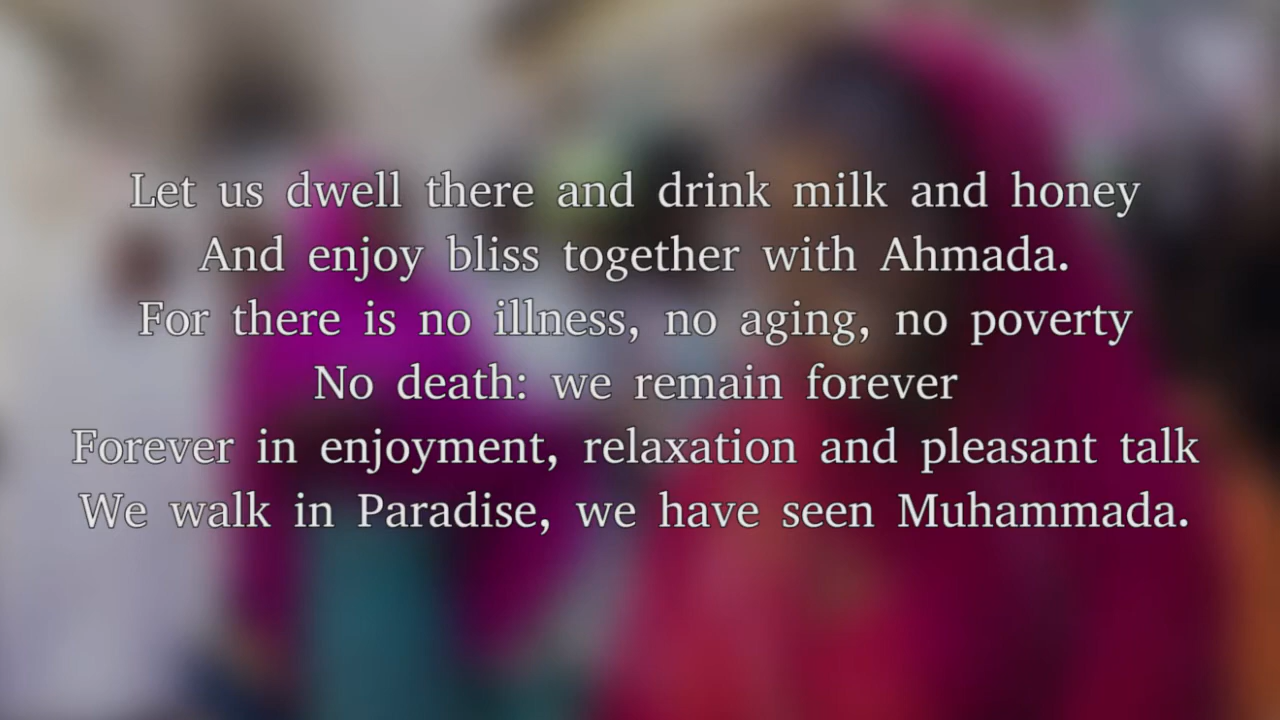 Let us dwell there and drink milk and honey
And enjoy bliss together with Ahmada.
For there is no illness, no aging, no poverty
No death: we remain forever
Forever in enjoyment, relaxation and pleasant talk
We walk in Paradise, we have seen Muhammada.